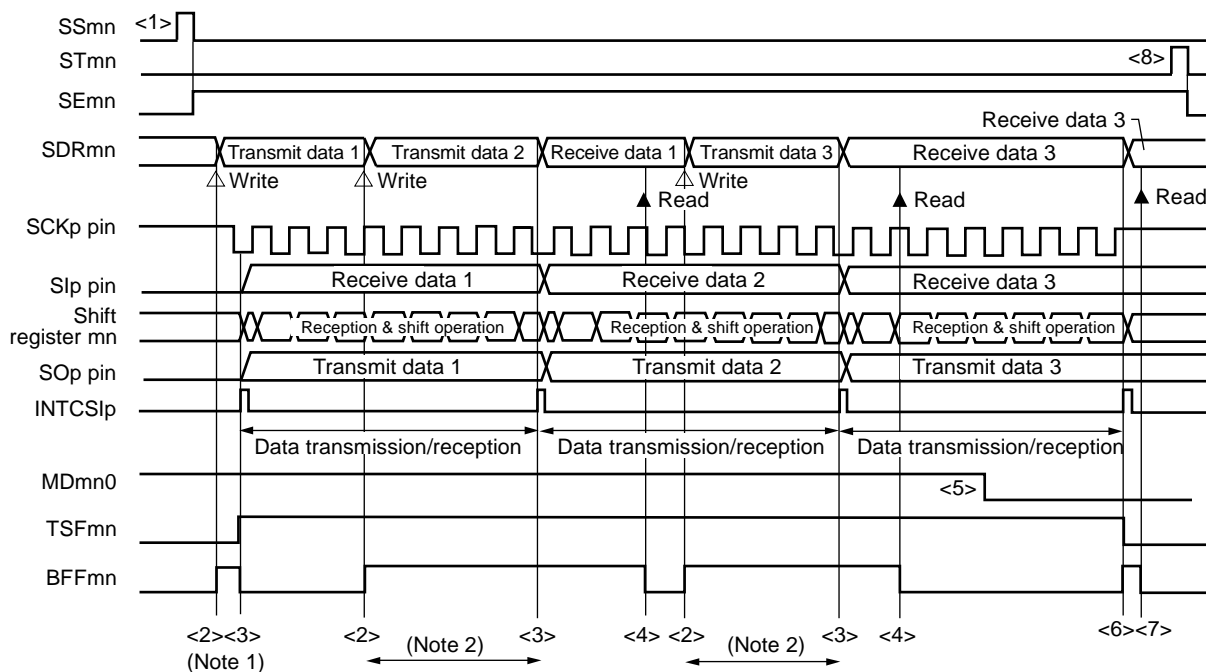 SSmn <1>
STmn <8>
SEmn
Receive data 3
SDRmn Transmit data 1 Transmit data 2 Receive data 1 Transmit data 3 Receive data 3
Write Write Write
Read Read Read
SCKp pin
SIp pin Receive data 1 Receive data 2 Receive data 3
Shift
register mn Reception & shift operation Reception & shift operation Reception & shift operation
SOp pin Transmit data 1 Transmit data 2 Transmit data 3
INTCSIp
Data transmission/reception Data transmission/reception Data transmission/reception
MDmn0 <5>
TSFmn
BFFmn
<2> <3> <2> <3> <4> <2> <3> <4> <6> <7>
(Note 1) (Note 2) (Note 2)